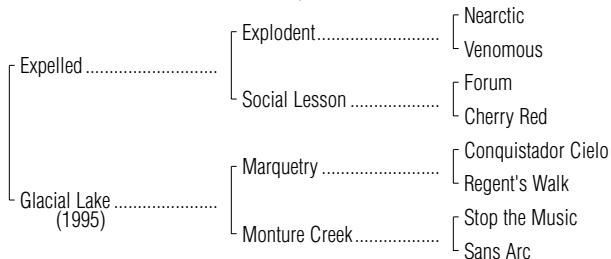 Nearctic
Explodent
Venomous
Expelled
Forum
Social Lesson
Cherry Red
Conquistador Cielo
Marquetry
Regent's Walk
Glacial Lake
(1995)
Stop the Music
Monture Creek
Sans Arc